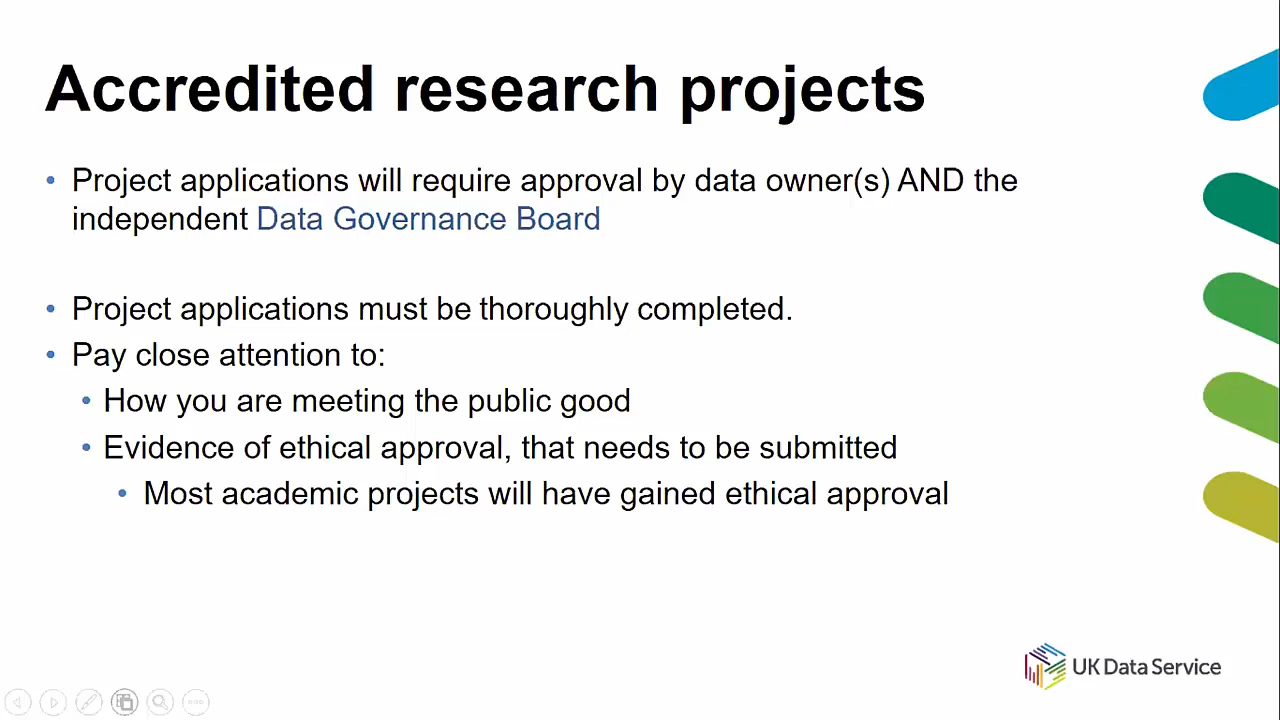 Accredited research projects
• Project applications will require approval by data owner(s) AND the
independent Data Governance Board
• Project applications must be thoroughly completed.
• Pay close attention to:
• How you are meeting the public good
• Evidence of ethical approval, that needs to be submitted
• Most academic projects will have gained ethical approval
UK Data Service